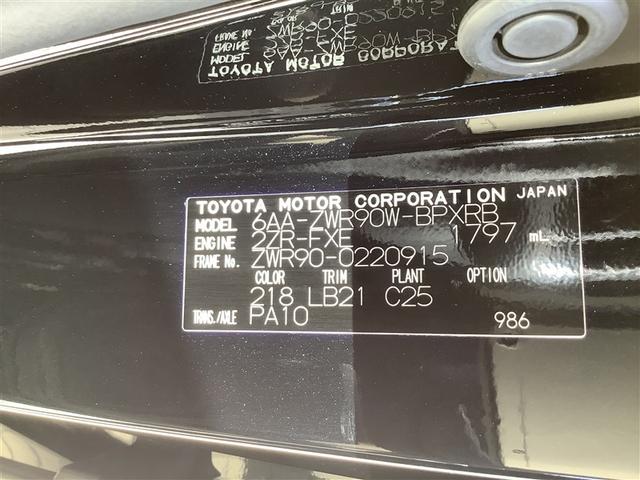 TOYOTA MOTOR CORPORATION JAPAN
MODEL 6AA-ZWR90W-BPXRB
ENGINE 2ZR-FXE 1797 mL
FRAME No. ZWR90-0220915
COLOR TRIM PLANT OPTION
218 LB21 C25
TRANS./AXLE PA10 986